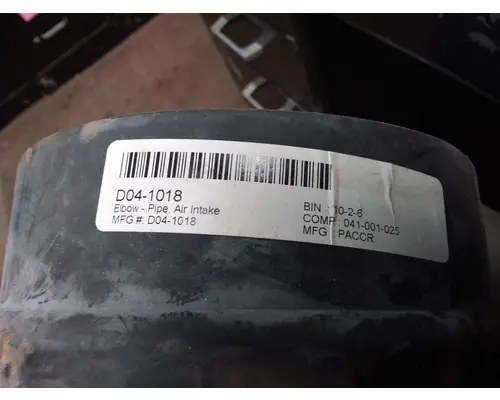 D04-1018
Elbow - Pipe, Air Intake
MFG #: D04-1018
BIN : 10-2-6
COMP : 041-001-025
MFG : PACCR